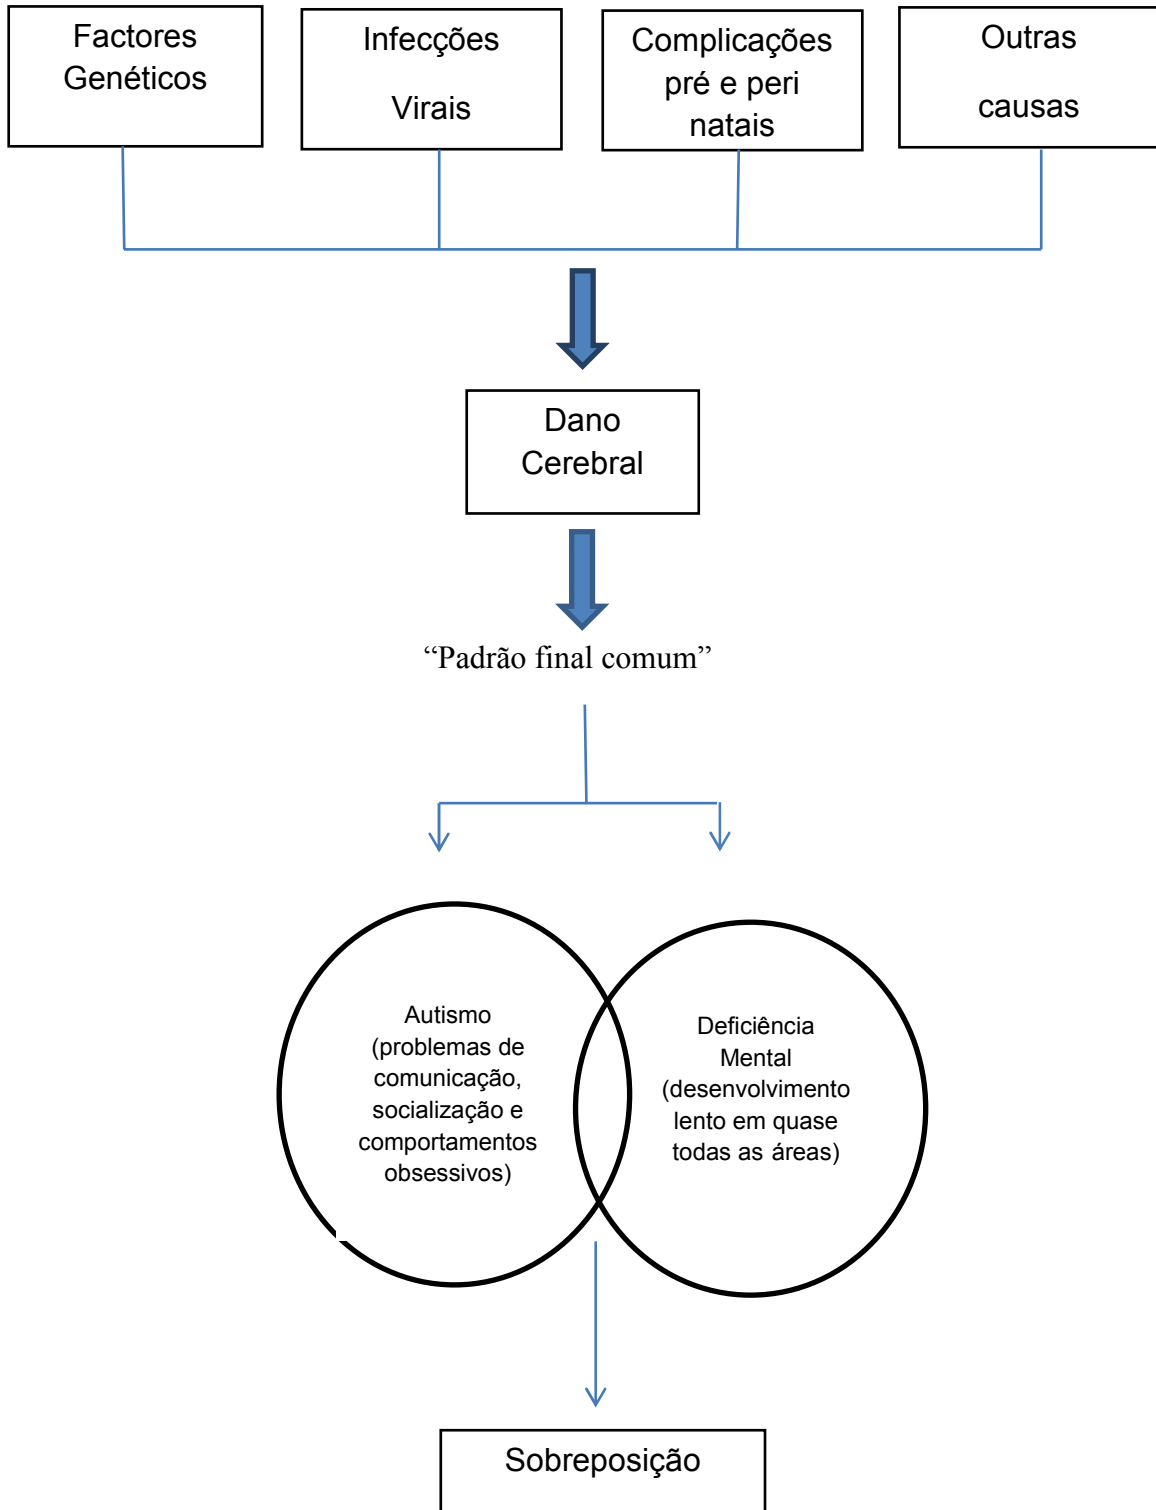 Factores
Genéticos
Infecções
Virais
Complicações
pré e peri
natais
Outras
causas
Dano
Cerebral
“Padrão final comum”
Autismo
(problemas de
comunicação,
socialização e
comportamentos
obsessivos)
Deficiência
Mental
(desenvolvimento
lento em quase
todas as áreas)
Sobreposição